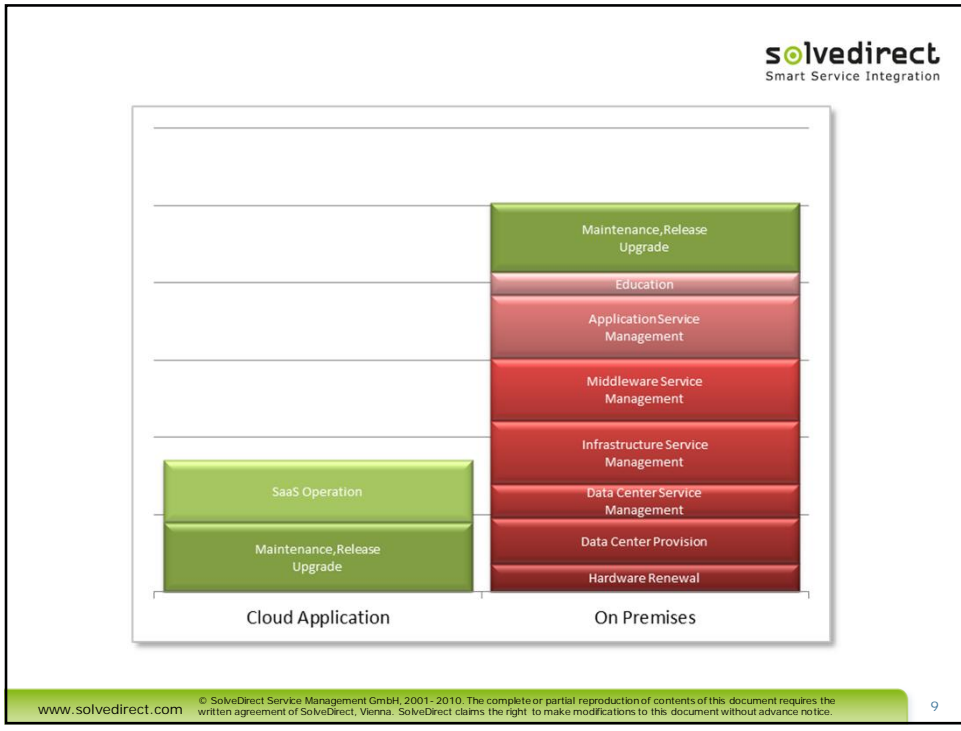 solvedirect
Smart Service Integration
Maintenance,Release
Upgrade
Education
Application Service
Management
Middleware Service
Management
Infrastructure Service
Management
SaaS Operation
Data Center Service
Management
Maintenance,Release
Upgrade
Data Center Provision
Hardware Renewal
Cloud Application
On Premises
www.solvedirect.com
© SolveDirect Service Management GmbH, 2001- 2010. The complete or partial reproduction of contents of this document requires the
written agreement of SolveDirect, Vienna. SolveDirect claims the right to make modifications to this document without advance notice.
9